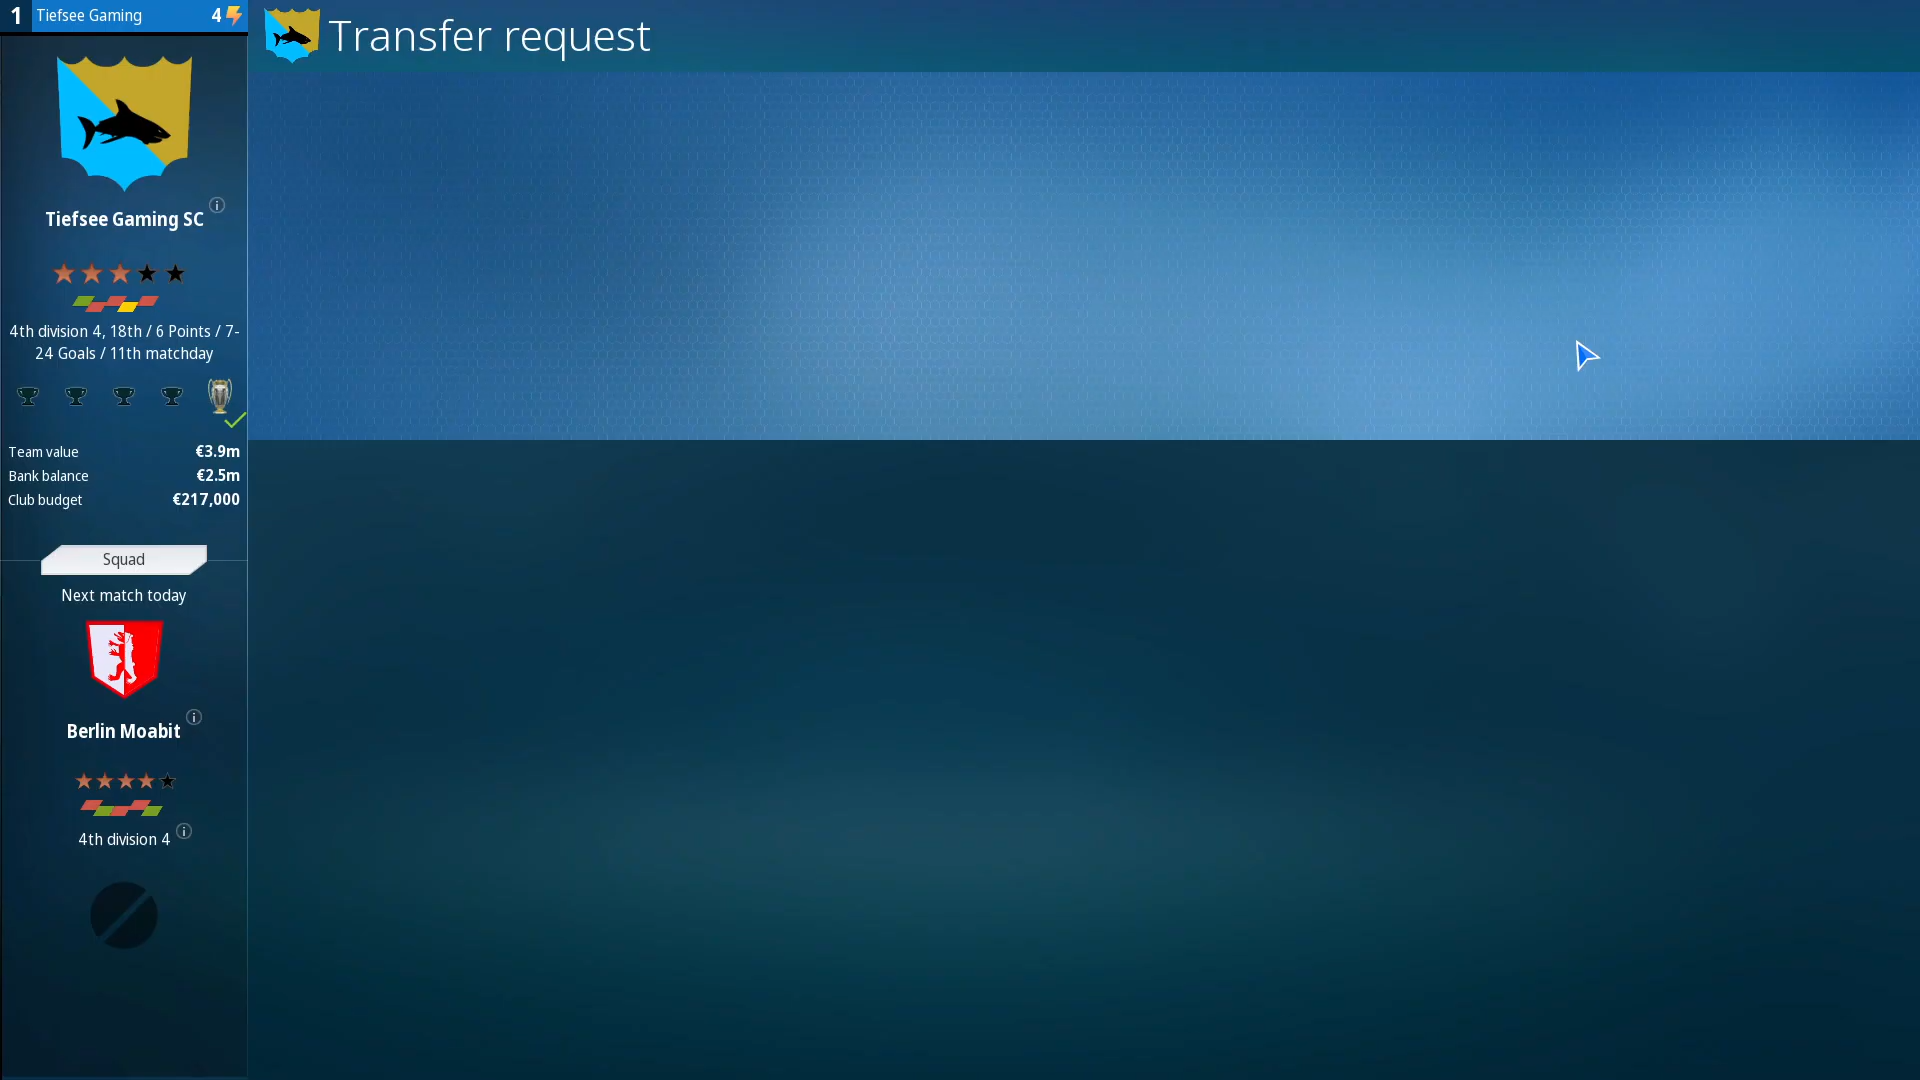 1 Tiefsee Gaming 4
Transfer request
Tiefsee Gaming SC
4th division 4, 18th / 6 Points / 7-
24 Goals / 11th matchday
Team value €3.9m
Bank balance €2.5m
Club budget €217,000
Squad
Next match today
Berlin Moabit
4th division 4